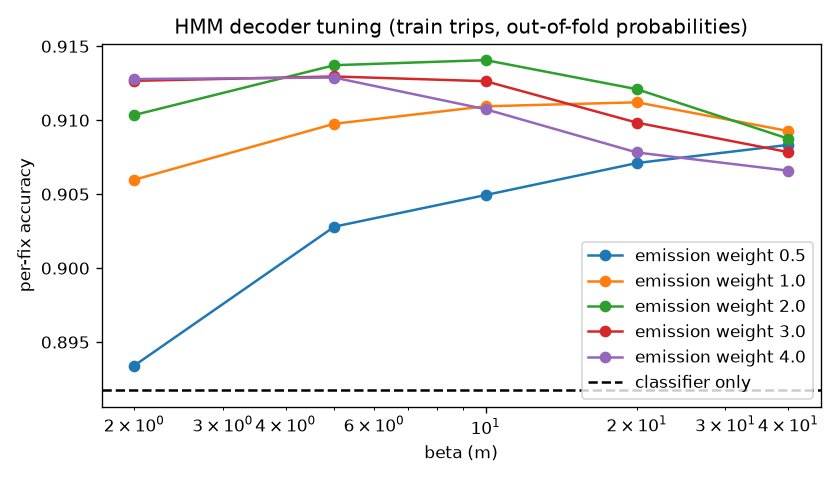 HMM decoder tuning (train trips, out-of-fold probabilities)
0.915
0.910
0.905
0.900
0.895
per-fix accuracy
emission weight 0.5
emission weight 1.0
emission weight 2.0
emission weight 3.0
emission weight 4.0
classifier only
2 × 10⁰ 3 × 10⁰ 4 × 10⁰ 6 × 10⁰ 10¹ 2 × 10¹ 3 × 10¹ 4 × 10¹
beta (m)